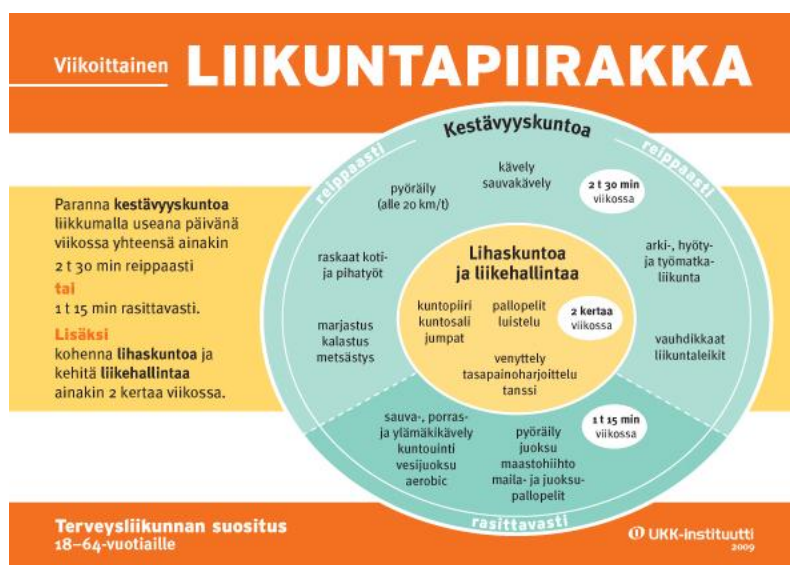 Viikoittainen LIIKUNTAPIIRAKKA
Paranna kestävyyskuntoa
liikkumalla useana päivänä
viikossa yhteensä ainakin
2 t 30 min reippaasti
tai
1 t 15 min rasittavasti.
Lisäksi
kohenna lihaskuntoa ja
kehitä liikehallintaa
ainakin 2 kertaa viikossa.
Kestävyyskuntoa
reippaasti
reippaasti
kävely
sauvakävely
2 t 30 min
viikossa
pyöräily
(alle 20 km/t)
raskaat koti-
ja pihatyöt
arki-, hyöty-
ja työmatka-
liikunta
marjastus
kalastus
metsästys
vauhdikkaat
liikuntaleikit
Lihaskuntoa
ja liikehallintaa
kuntopiiri
kuntosali
jumpat
pallopelit
luistelu
2 kertaa
viikossa
venyttely
tasapainoharjoittelu
tanssi
sauva-, porras-
ja ylämäkikävely
kuntouinti
vesijuoksu
aerobic
pyöräily
juoksu
maastohiihto
maila- ja juoksu-
pallopelit
1 t 15 min
viikossa
rasittavasti
Terveysliikunnan suositus
18–64-vuotiaille
UKK-instituutti
2009